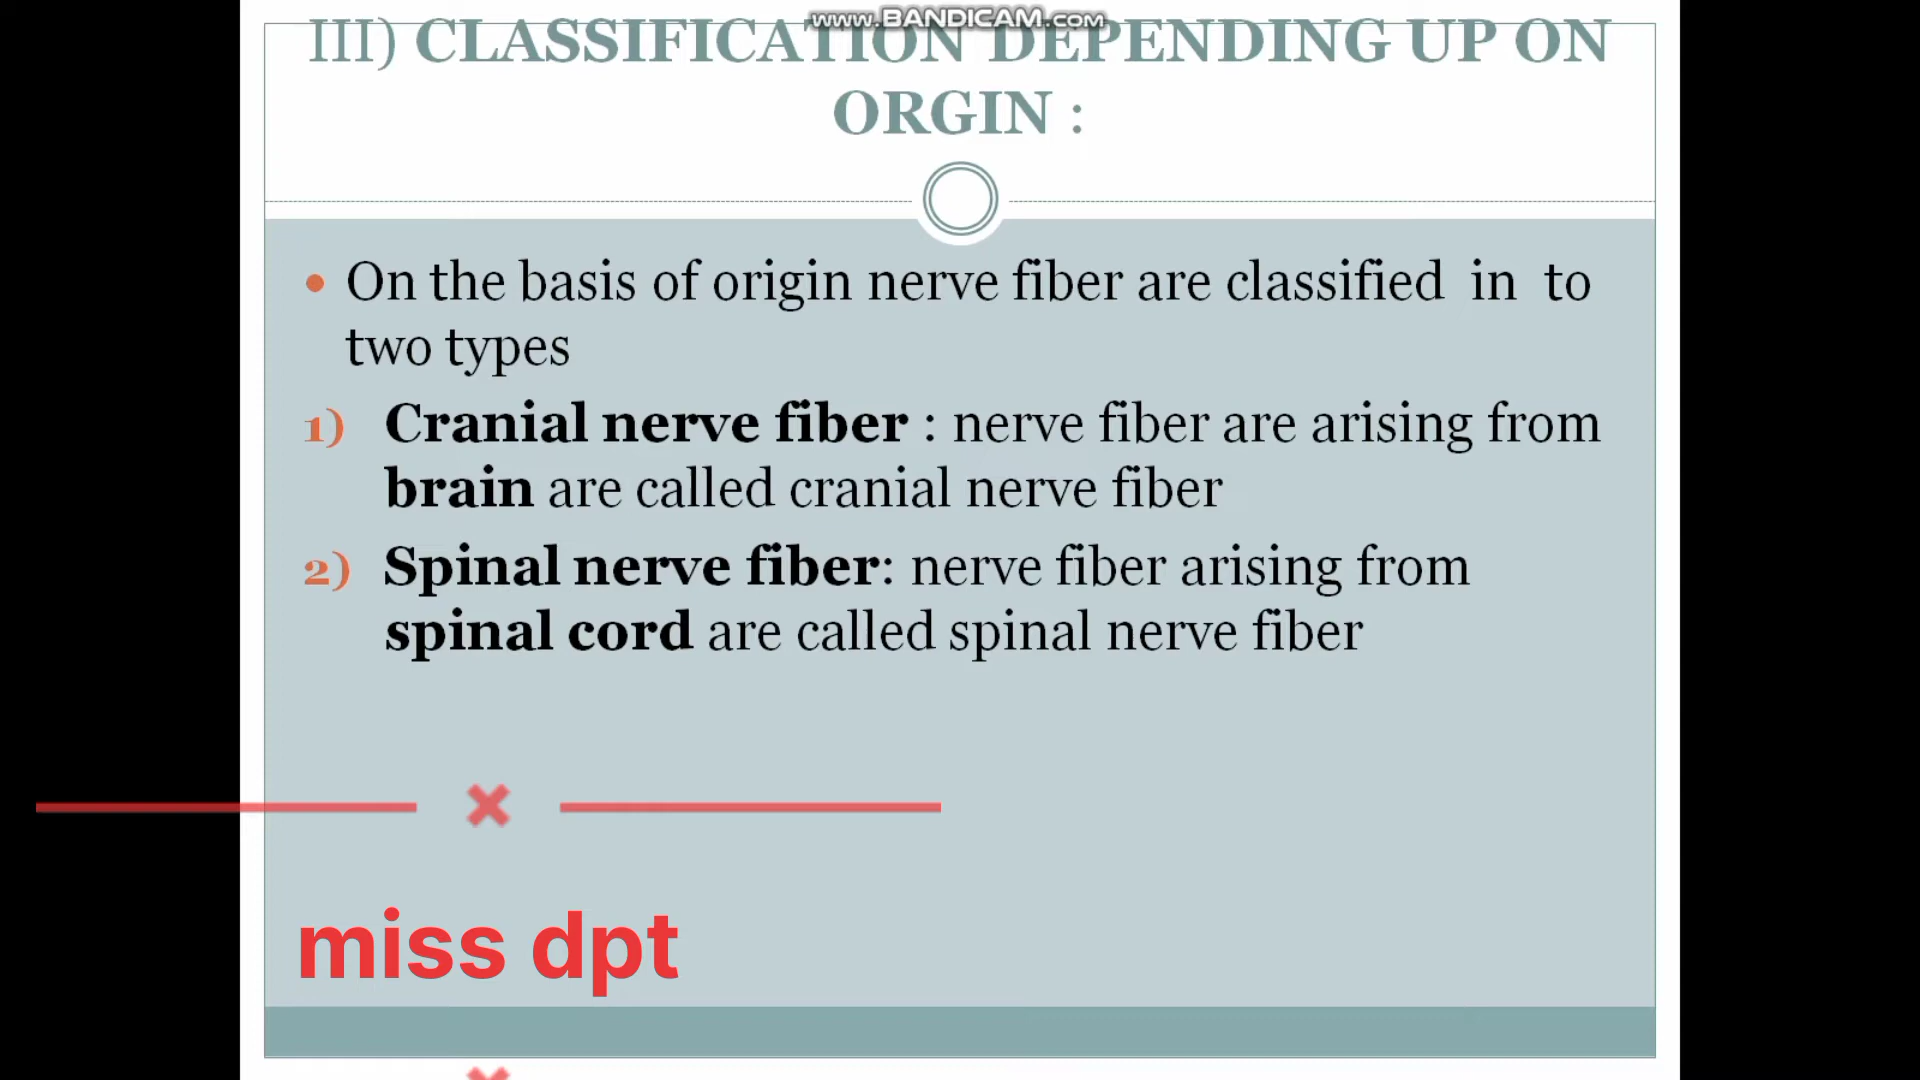 www.BANDICAM.com
III) CLASSIFICATION DEPENDING UP ON
ORGIN :
• On the basis of origin nerve fiber are classified in to
two types
1) Cranial nerve fiber : nerve fiber are arising from
brain are called cranial nerve fiber
2) Spinal nerve fiber: nerve fiber arising from
spinal cord are called spinal nerve fiber
miss dpt